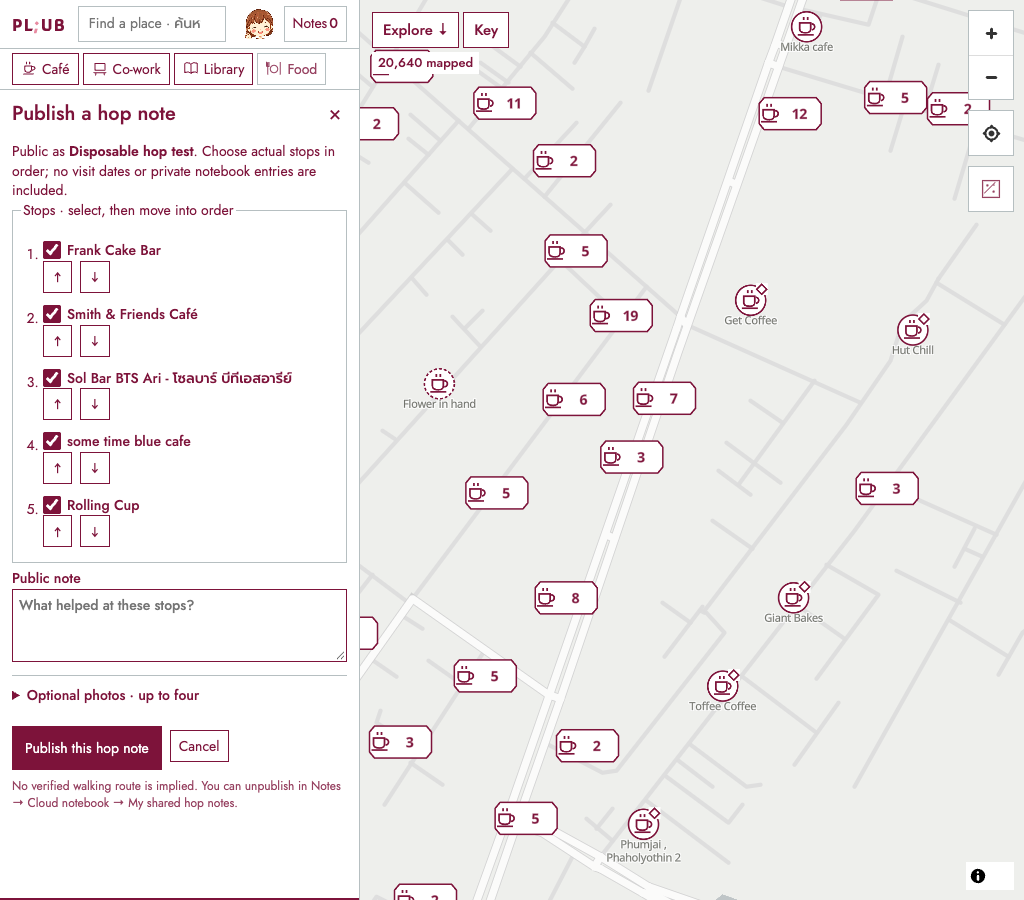 PL;UB
Find a place · ค้นห
Notes 0
Café
Co-work
Library
Food
Publish a hop note
×
Public as Disposable hop test. Choose actual stops in
order; no visit dates or private notebook entries are
included.
Stops · select, then move into order
1. Frank Cake Bar
↑ ↓
2. Smith & Friends Café
↑ ↓
3. Sol Bar BTS Ari - โซลบาร์ บีทีเอสอารีย์
↑ ↓
4. some time blue cafe
↑ ↓
5. Rolling Cup
↑ ↓
Public note
What helped at these stops?
Optional photos · up to four
Publish this hop note
Cancel
No verified walking route is implied. You can unpublish in Notes
→ Cloud notebook → My shared hop notes.
Explore ↓
Key
20,640 mapped
Mikka cafe
11
5
2
12
2
2
5
Get Coffee
19
Hut Chill
Flower in hand
6
7
3
5
3
8
Giant Bakes
5
Toffee Coffee
3
2
5
Phumjai ,
Phaholyothin 2
+
−